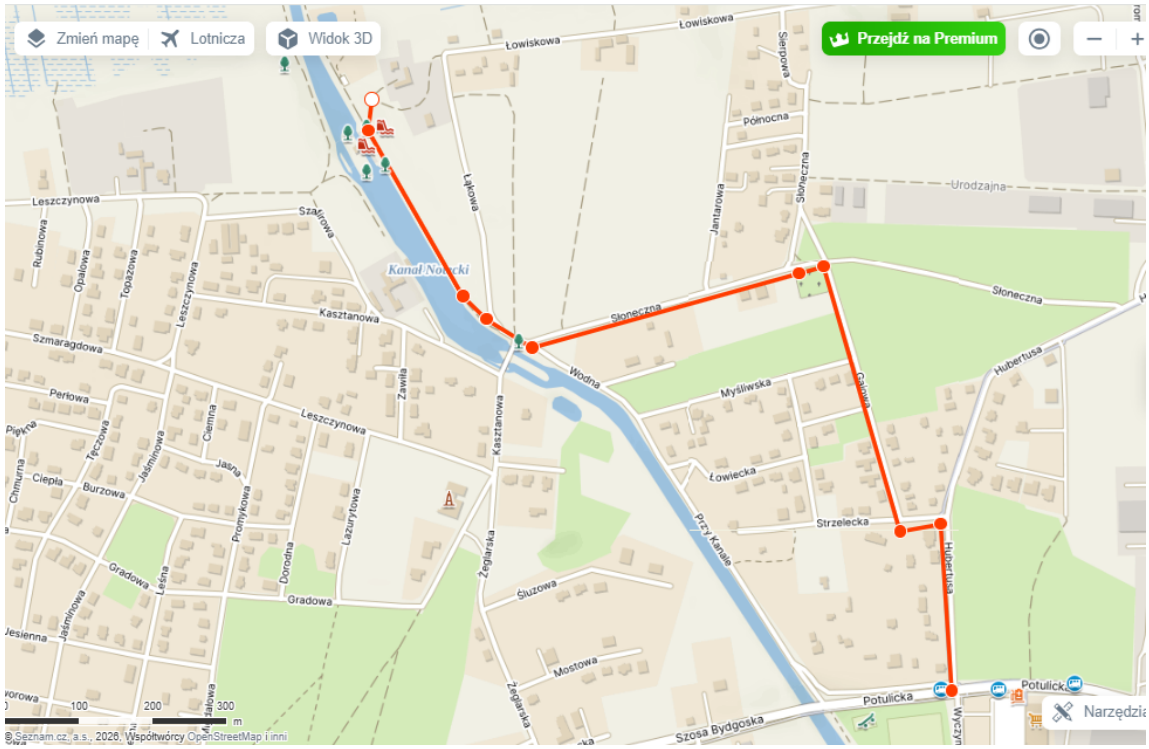 Zmień mapę
Lotnicza
Widok 3D
Przejdź na Premium
Łowiskowa
Łowiskowa
Sierpowa
Północna
Słoneczna
Jantarowa
Urodzajna
Łąkowa
Leszczynowa
Szafirowa
Rubinowa
Opalowa
Topazowa
Leszczynowa
Kanał Notecki
Kasztanowa
Słoneczna
Słoneczna
Szmaragdowa
Hubertusa
Wodna
Myśliwska
Gajowa
Zawiła
Perłowa
Ciemna
Leszczynowa
Kasztanowa
Piękna
Tęczowa
Jaśminowa
Jasna
Łowiecka
Chmurna
Ciepła
Burzowa
Promykowa
Lazurytowa
Przy Kanale
Strzelecka
Hubertusa
Żeglarska
Gradowa
Leśna
Dorodna
Gradowa
Śluzowa
Jaśminowa
Jesienna
Mostowa
Żeglarska
Potulicka
Potulicka
Szosa Bydgoska
Narzędzia
100
200
300
m
© Seznam.cz, a.s., 2026, Współtwórcy OpenStreetMap i inni